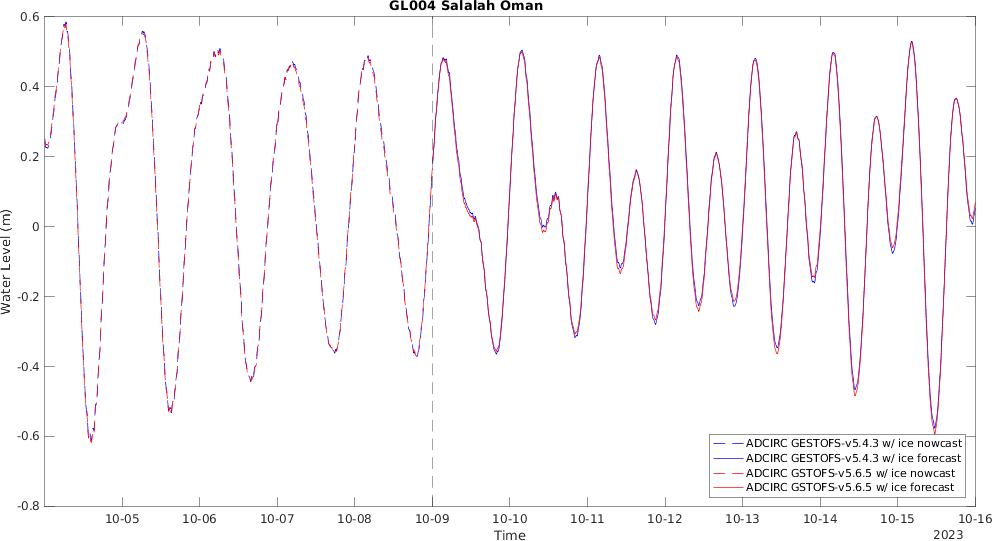 GL004 Salalah Oman
0.6
0.4
0.2
0
-0.2
-0.4
-0.6
-0.8
Water Level (m)
10-05 10-06 10-07 10-08 10-09 10-10 10-11 10-12 10-13 10-14 10-15 10-16
Time
2023
ADCIRC GESTOFS-v5.4.3 w/ ice nowcast
ADCIRC GESTOFS-v5.4.3 w/ ice forecast
ADCIRC GSTOFS-v5.6.5 w/ ice nowcast
ADCIRC GSTOFS-v5.6.5 w/ ice forecast